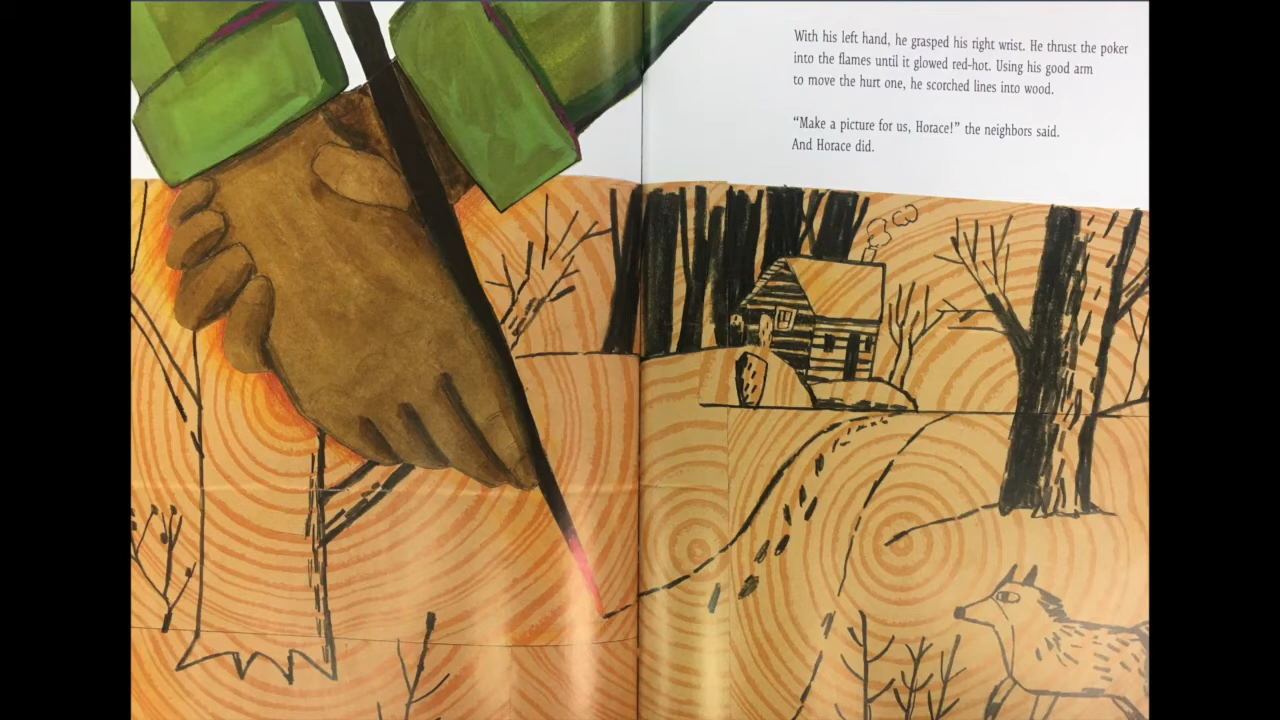 With his left hand, he grasped his right wrist. He thrust the poker
into the flames until it glowed red-hot. Using his good arm
to move the hurt one, he scorched lines into wood.
“Make a picture for us, Horace!” the neighbors said.
And Horace did.